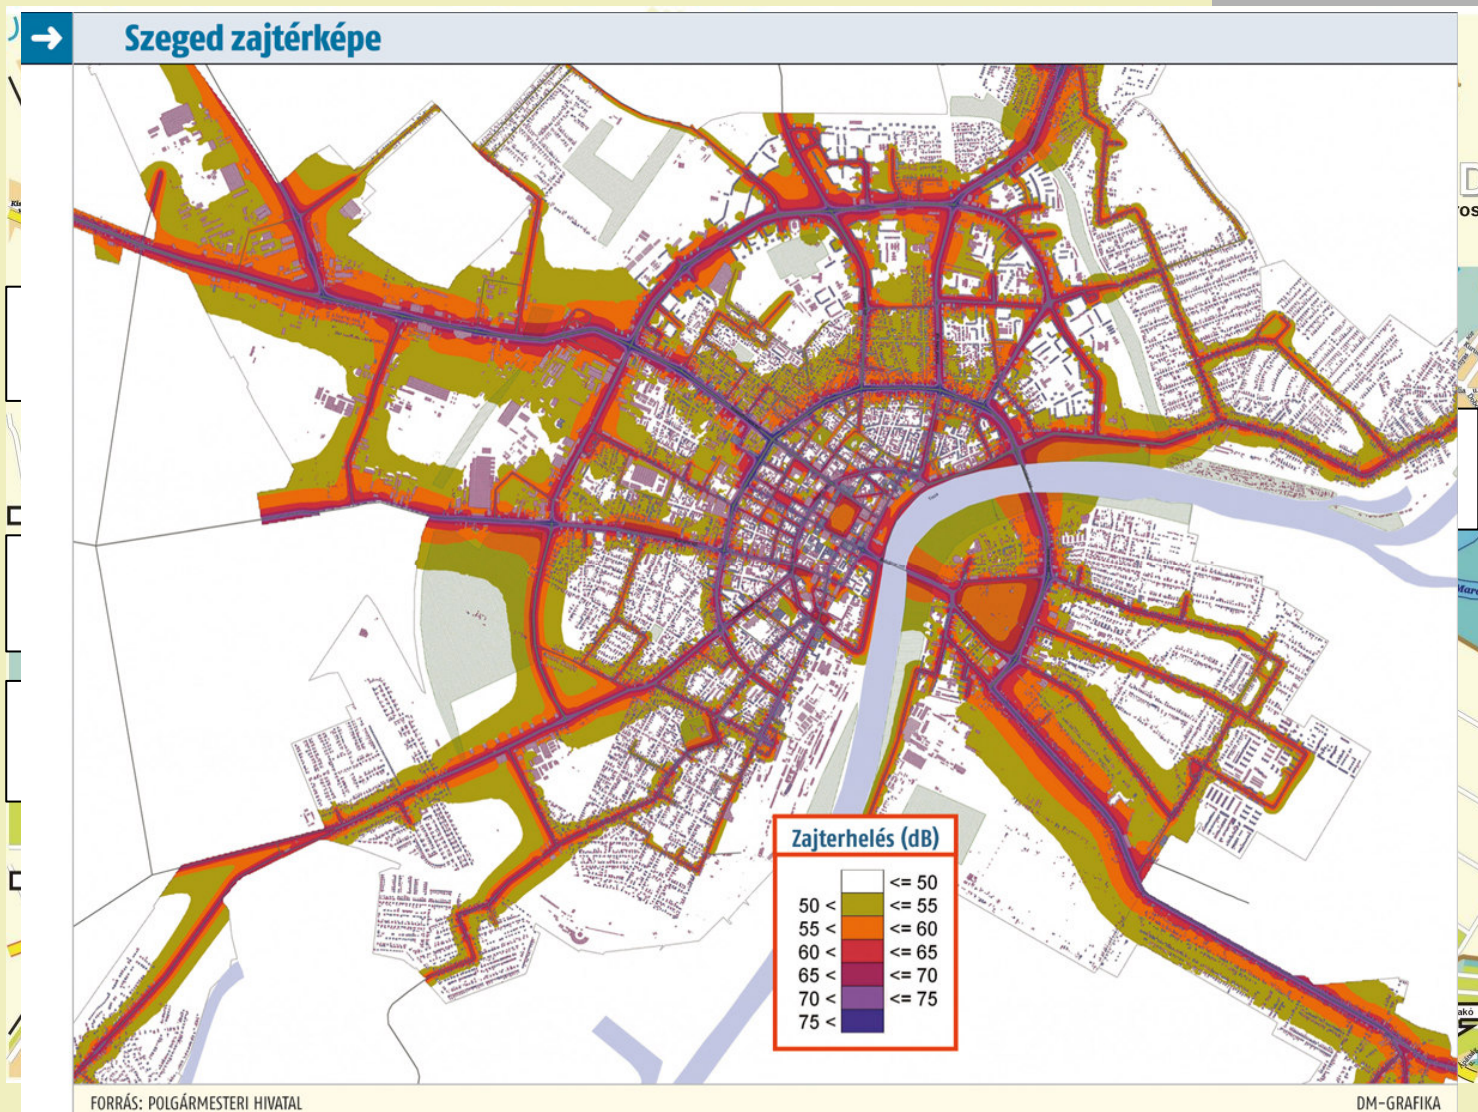 Szeged zajtérképe
Zajterhelés (dB)
<= 50
50 < <= 55
55 < <= 60
60 < <= 65
65 < <= 70
70 < <= 75
75 <
FORRÁS: POLGÁRMESTERI HIVATAL
DM-GRAFIKA